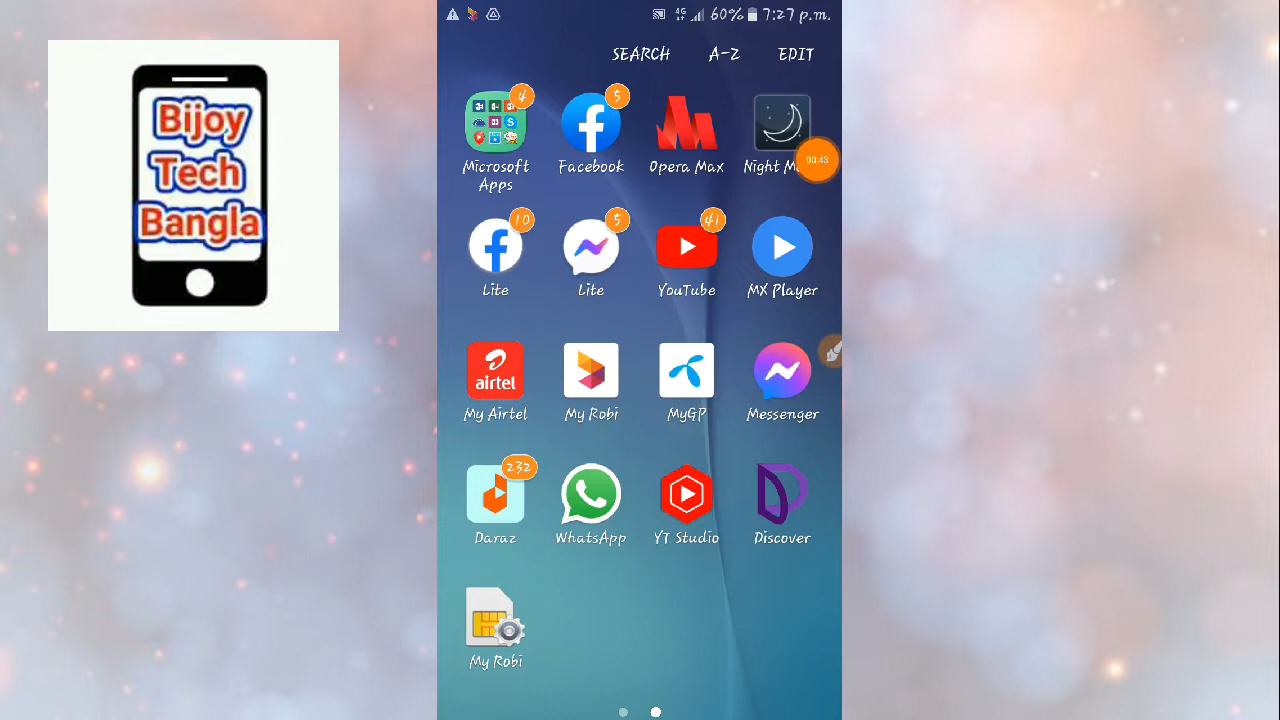 Bijoy
Tech
Bangla
4G 60% 7:27 p.m.
SEARCH A-Z EDIT
4 5
Microsoft Apps Facebook Opera Max Night M
00:43
10 5 41
Lite Lite YouTube MX Player
airtel
My Airtel My Robi MyGP Messenger
232
Daraz WhatsApp YT Studio Discover
My Robi